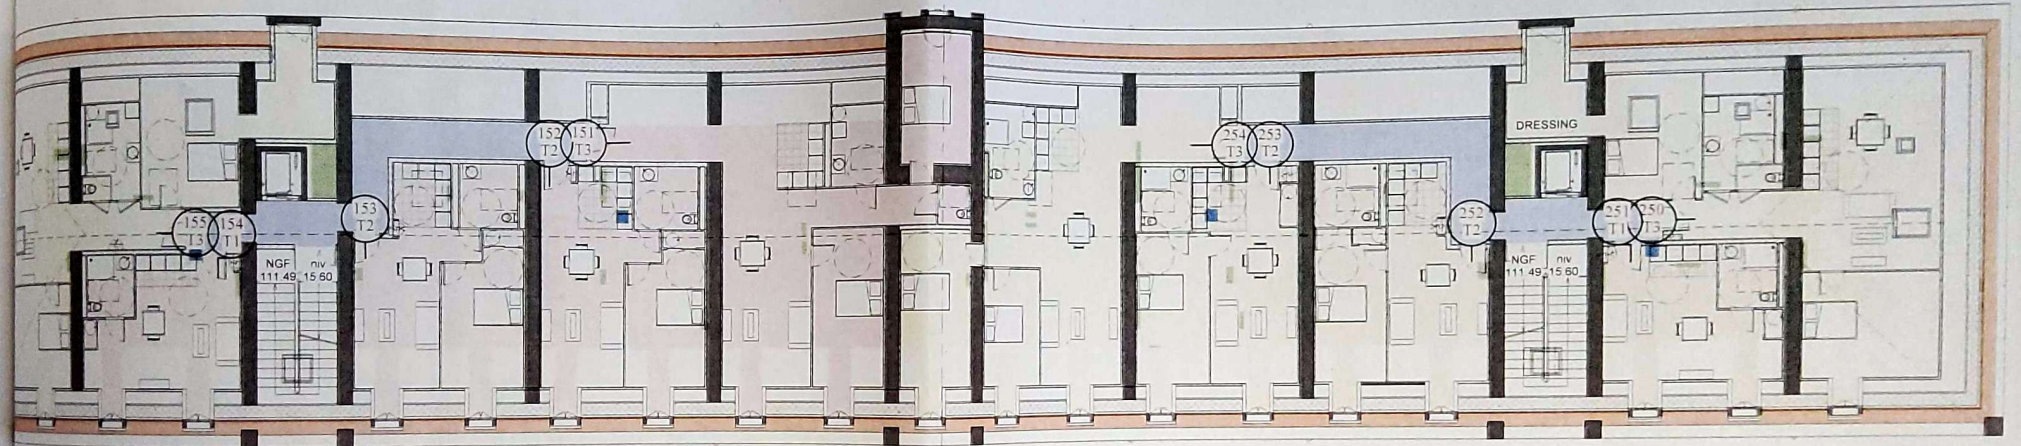 DRESSING
152
T2
151
T3
254
T3
253
T2
155
T3
154
T1
153
T2
252
T2
251
T1
250
T3
NGF niv
111.49 15.60
NGF niv
111.49 15.60